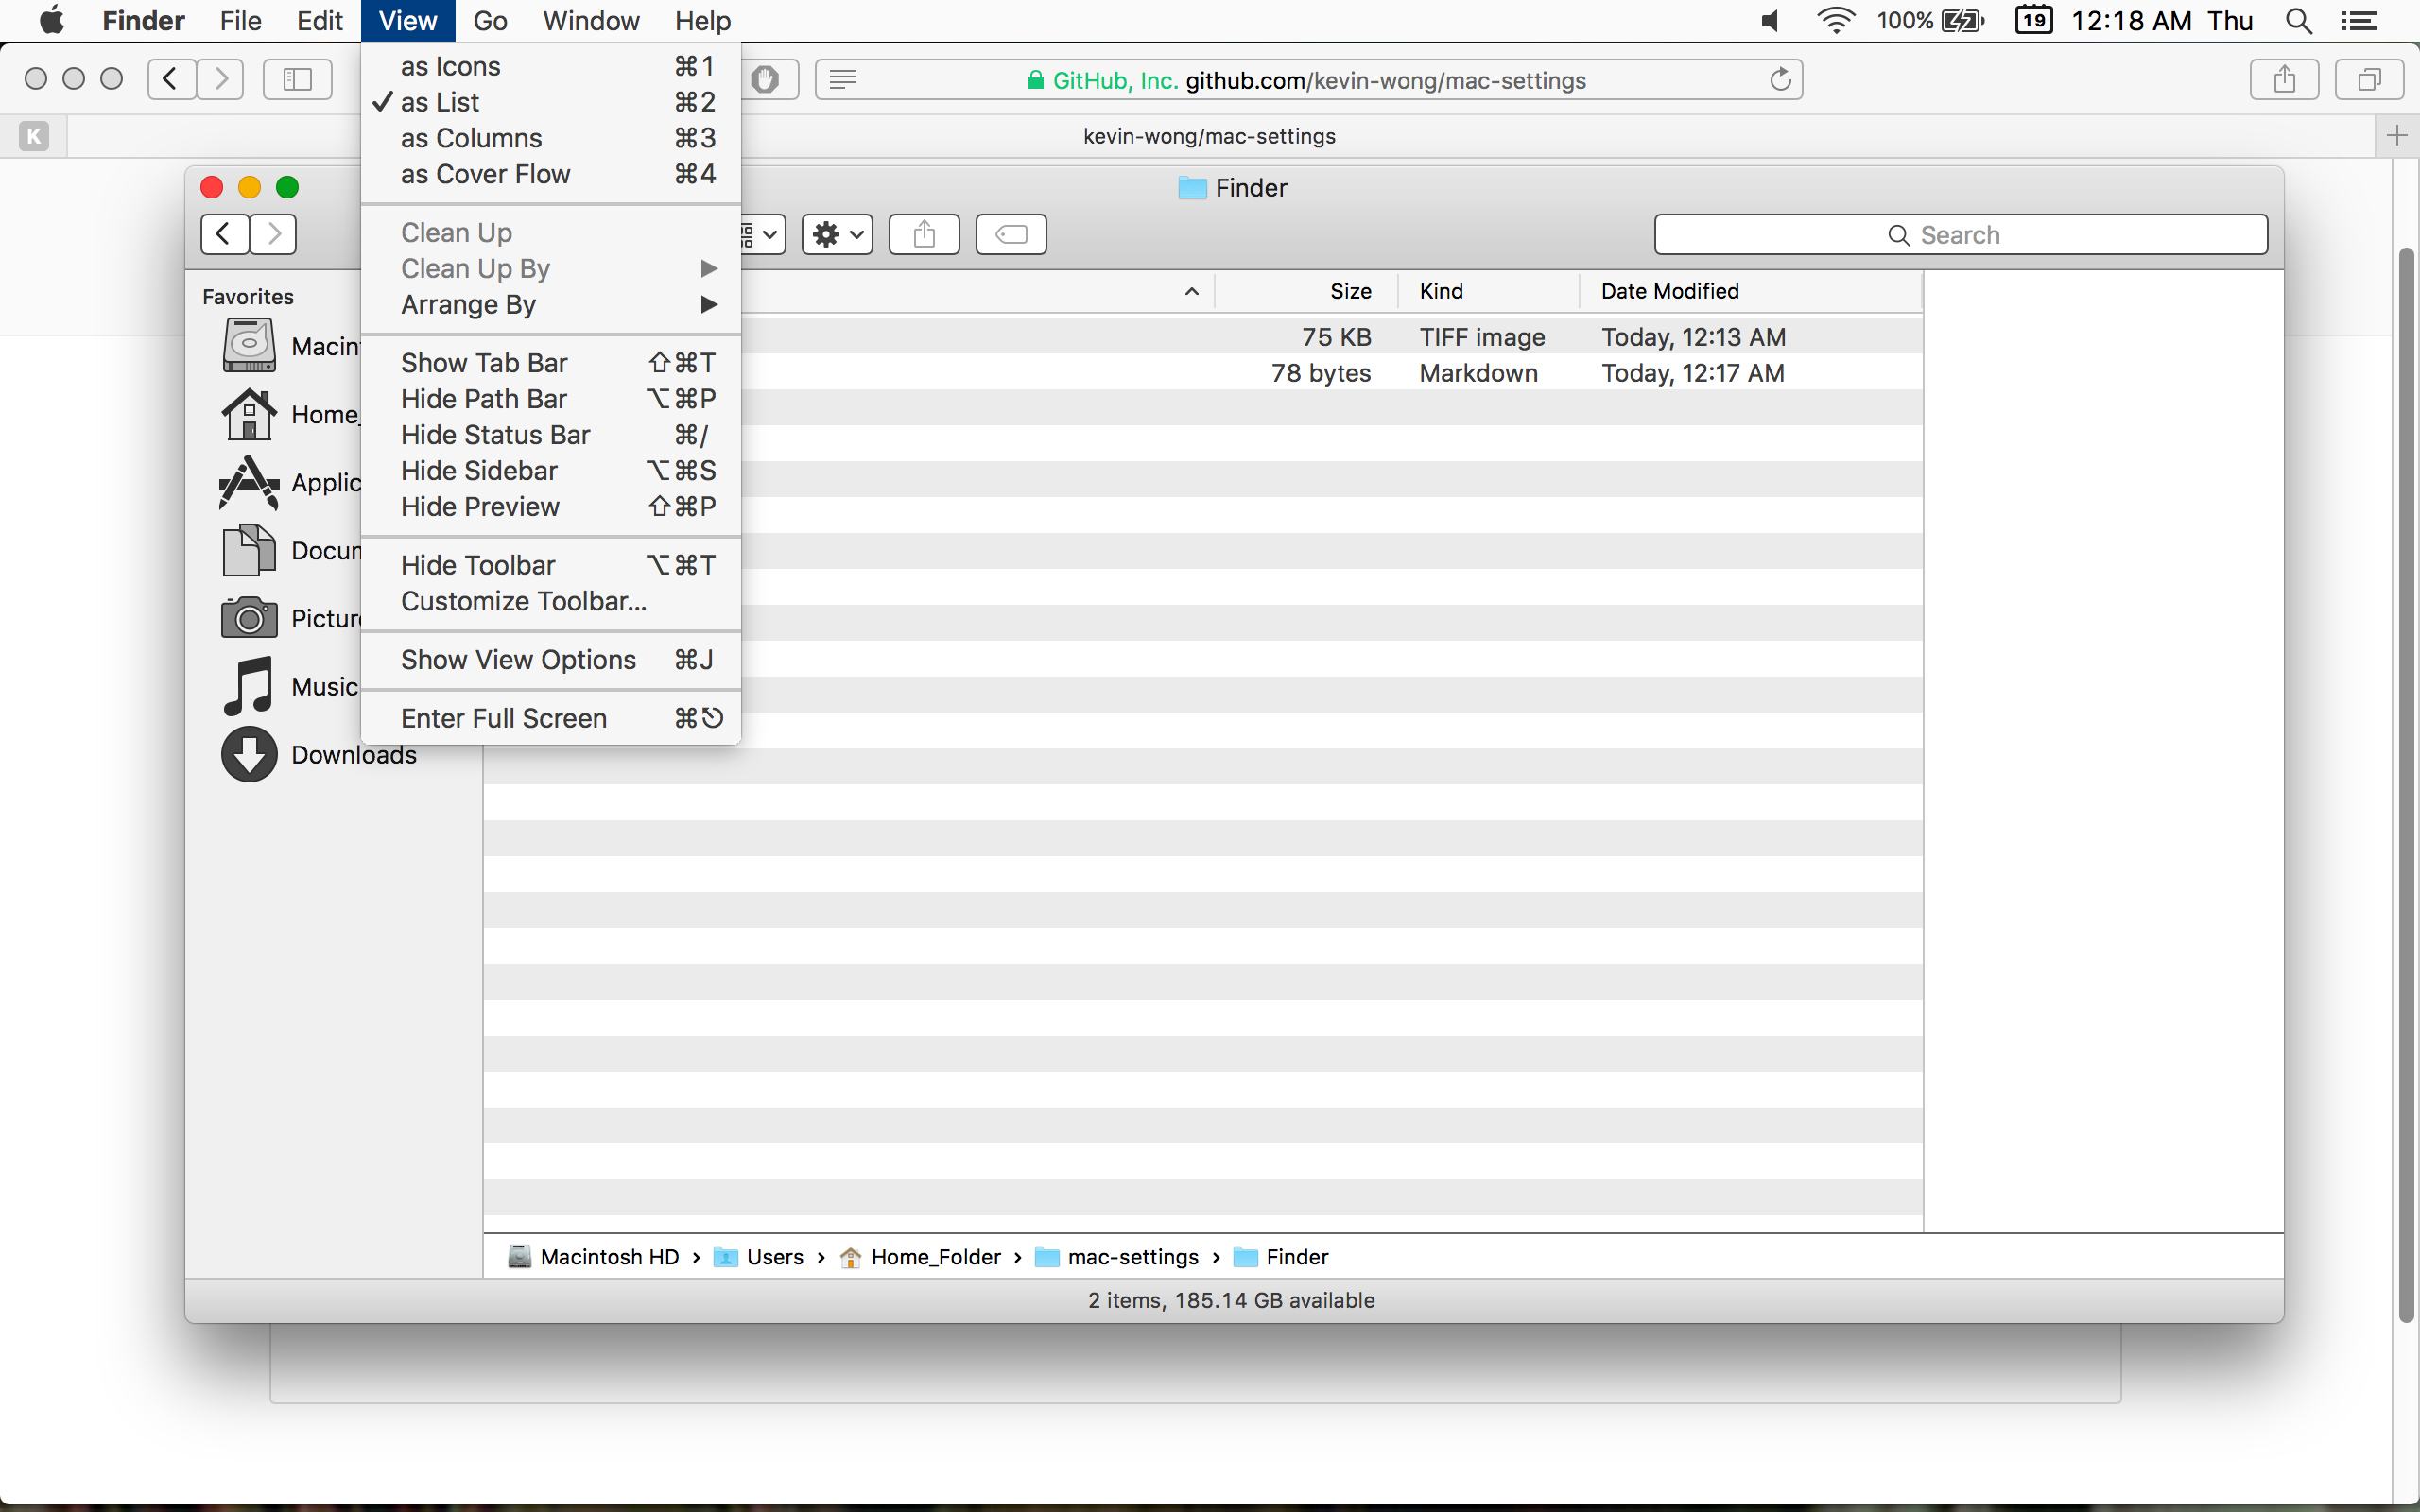 Finder File Edit View Go Window Help 100% 19 12:18 AM Thu
GitHub, Inc. github.com/kevin-wong/mac-settings
K kevin-wong/mac-settings
as Icons ⌘1
✓ as List ⌘2
as Columns ⌘3
as Cover Flow ⌘4
Clean Up
Clean Up By ▶
Arrange By ▶
Show Tab Bar ⇧⌘T
Hide Path Bar ⌥⌘P
Hide Status Bar ⌘/
Hide Sidebar ⌥⌘S
Hide Preview ⇧⌘P
Hide Toolbar ⌥⌘T
Customize Toolbar...
Show View Options ⌘J
Enter Full Screen ⌘⎋
Finder
Search
Favorites
Macin
Home_
Applic
Docum
Pictur
Music
Downloads
Size Kind Date Modified
75 KB TIFF image Today, 12:13 AM
78 bytes Markdown Today, 12:17 AM
Macintosh HD › Users › Home_Folder › mac-settings › Finder
2 items, 185.14 GB available